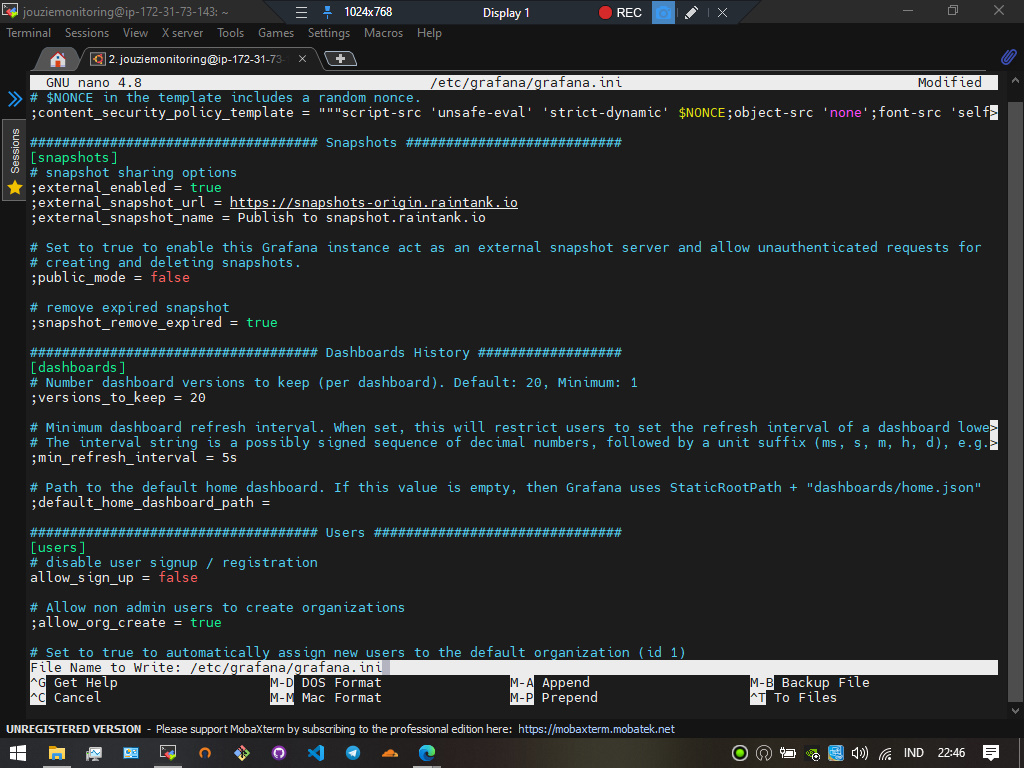 jouziemonitoring@ip-172-31-73-143: ~
1024x768
Display 1
REC
Terminal Sessions View X server Tools Games Settings Macros Help
2. jouziemonitoring@ip-172-31-73-
Sessions
GNU nano 4.8 /etc/grafana/grafana.ini Modified
# $NONCE in the template includes a random nonce.
;content_security_policy_template = """script-src 'unsafe-eval' 'strict-dynamic' $NONCE;object-src 'none';font-src 'self>
#################################### Snapshots ###########################
[snapshots]
# snapshot sharing options
;external_enabled = true
;external_snapshot_url = https://snapshots-origin.raintank.io
;external_snapshot_name = Publish to snapshot.raintank.io
# Set to true to enable this Grafana instance act as an external snapshot server and allow unauthenticated requests for
# creating and deleting snapshots.
;public_mode = false
# remove expired snapshot
;snapshot_remove_expired = true
#################################### Dashboards History ##################
[dashboards]
# Number dashboard versions to keep (per dashboard). Default: 20, Minimum: 1
;versions_to_keep = 20
# Minimum dashboard refresh interval. When set, this will restrict users to set the refresh interval of a dashboard lowe>
# The interval string is a possibly signed sequence of decimal numbers, followed by a unit suffix (ms, s, m, h, d), e.g.>
;min_refresh_interval = 5s
# Path to the default home dashboard. If this value is empty, then Grafana uses StaticRootPath + "dashboards/home.json"
;default_home_dashboard_path =
#################################### Users ###############################
[users]
# disable user signup / registration
allow_sign_up = false
# Allow non admin users to create organizations
;allow_org_create = true
# Set to true to automatically assign new users to the default organization (id 1)
File Name to Write: /etc/grafana/grafana.ini
^G Get Help M-D DOS Format M-A Append M-B Backup File
^C Cancel M-M Mac Format M-P Prepend ^T To Files
UNREGISTERED VERSION - Please support MobaXterm by subscribing to the professional edition here: https://mobaxterm.mobatek.net
IND 22:46